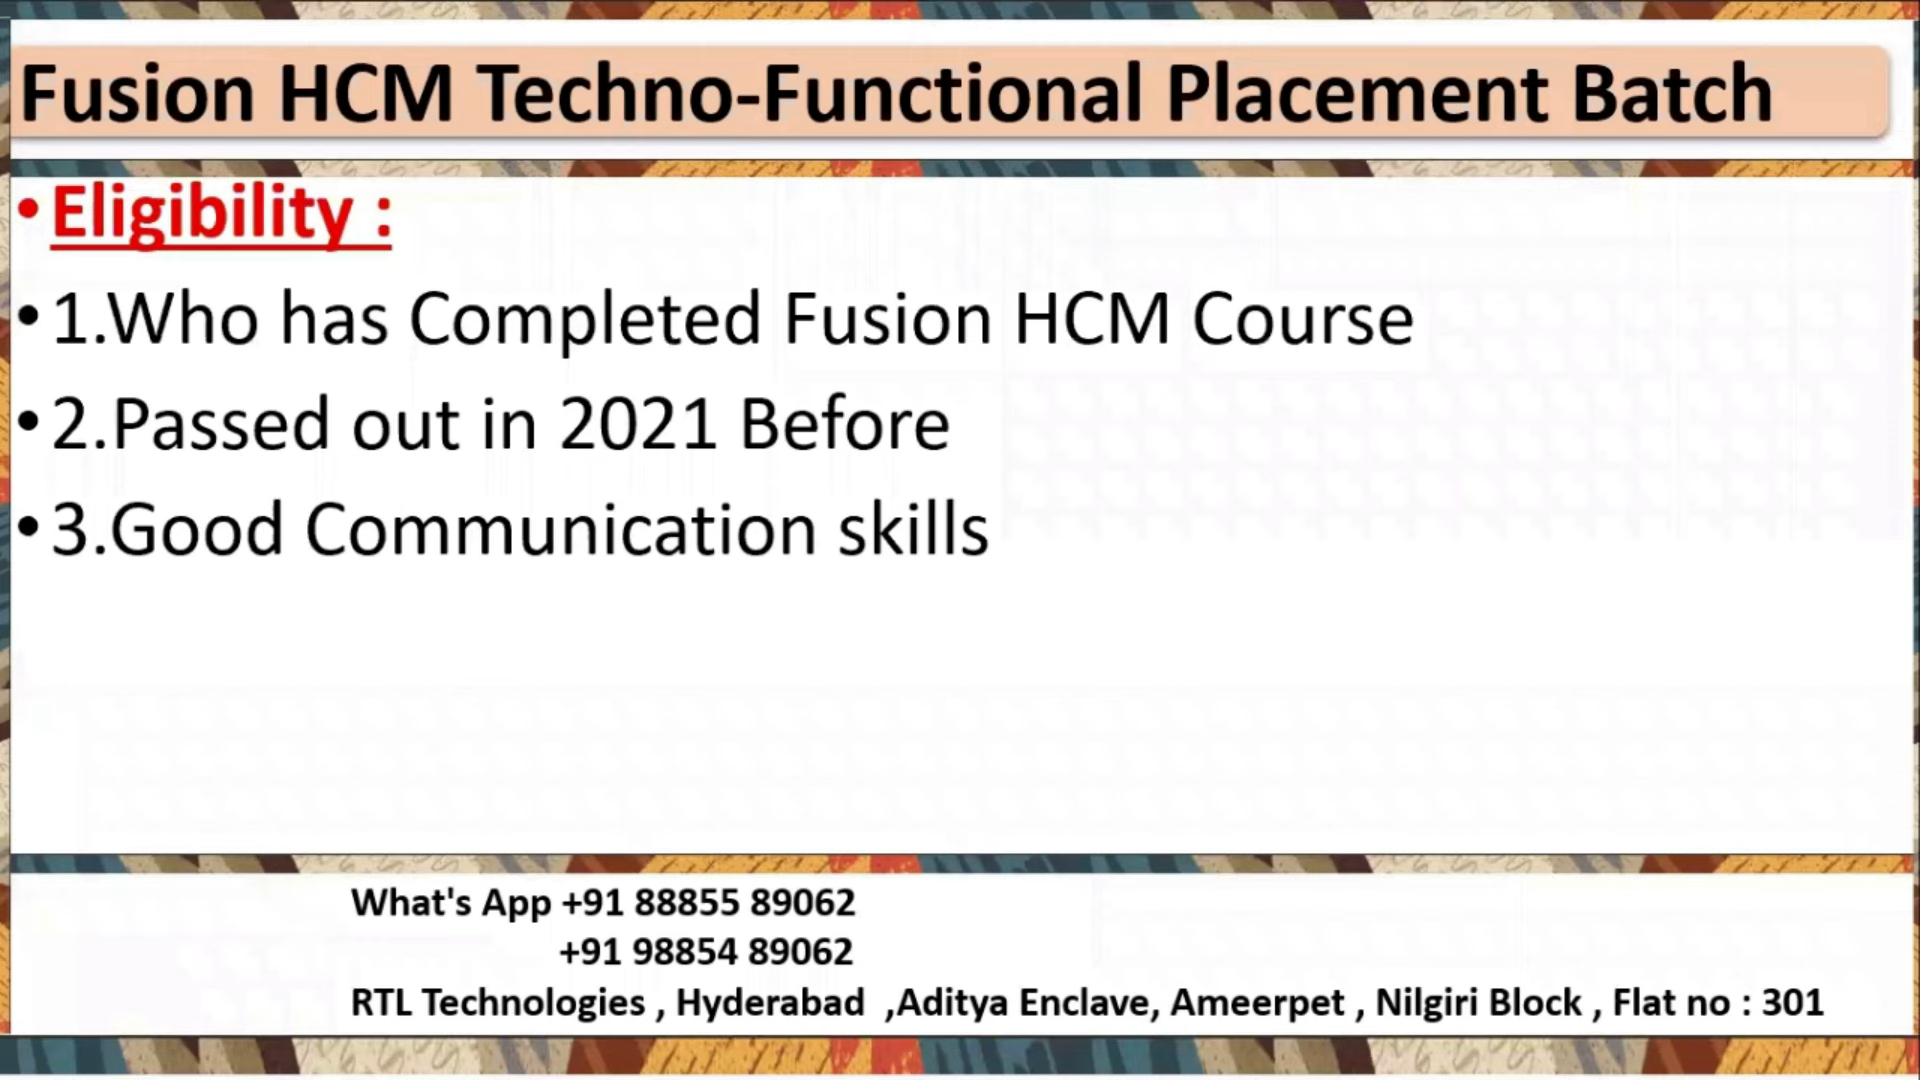 Fusion HCM Techno-Functional Placement Batch
• Eligibility :
• 1.Who has Completed Fusion HCM Course
• 2.Passed out in 2021 Before
• 3.Good Communication skills
What's App +91 88855 89062
+91 98854 89062
RTL Technologies , Hyderabad ,Aditya Enclave, Ameerpet , Nilgiri Block , Flat no : 301